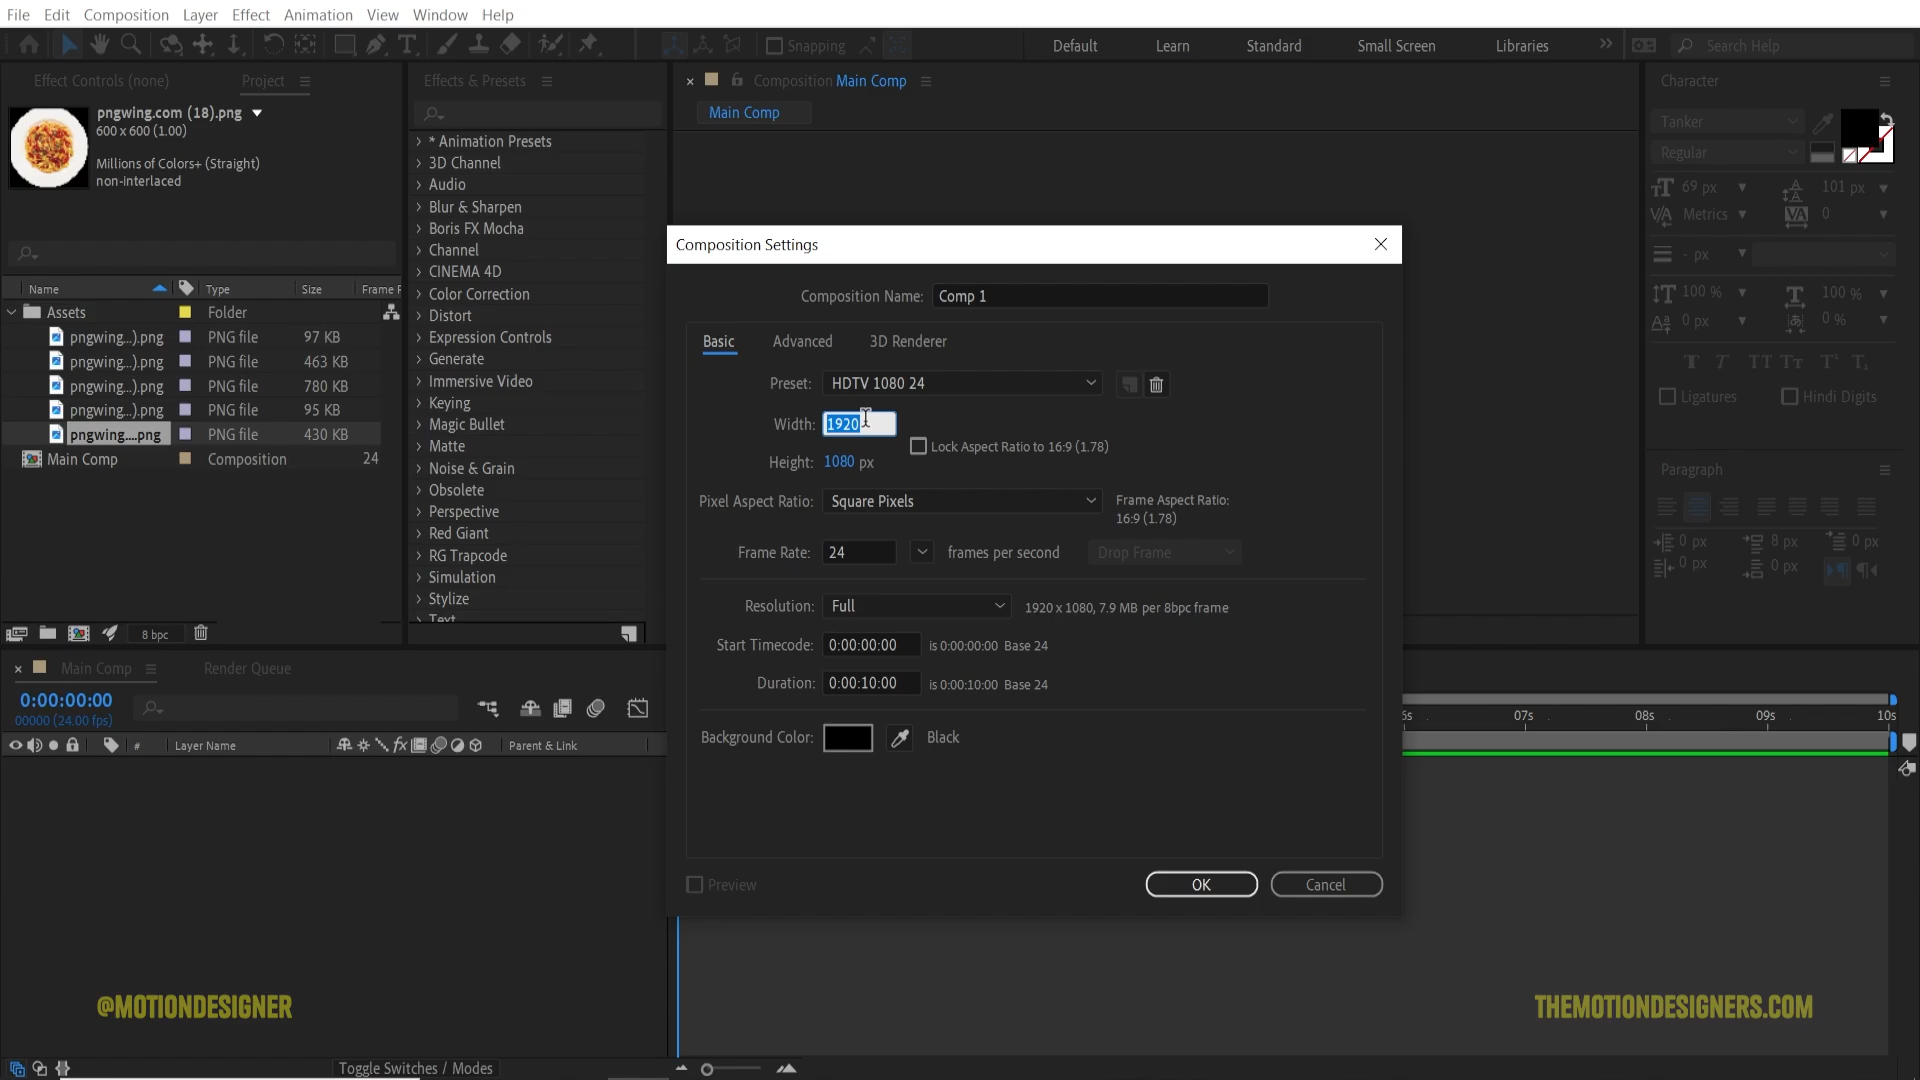 File Edit Composition Layer Effect Animation View Window Help
Snapping
Default Learn Standard Small Screen Libraries
Search Help
Effect Controls (none) Project
pngwing.com (18).png
600 x 600 (1.00)
Millions of Colors+ (Straight)
non-interlaced
Name Type Size Frame R
Assets Folder
pngwing...).png PNG file 97 KB
pngwing...).png PNG file 463 KB
pngwing...).png PNG file 780 KB
pngwing...).png PNG file 95 KB
pngwing....png PNG file 430 KB
Main Comp Composition 24
8 bpc
Effects & Presets
* Animation Presets
3D Channel
Audio
Blur & Sharpen
Boris FX Mocha
Channel
CINEMA 4D
Color Correction
Distort
Expression Controls
Generate
Immersive Video
Keying
Magic Bullet
Matte
Noise & Grain
Obsolete
Perspective
Red Giant
RG Trapcode
Simulation
Stylize
Text
Composition Main Comp
Main Comp
Composition Settings
Composition Name: Comp 1
Basic Advanced 3D Renderer
Preset: HDTV 1080 24
Width: 1920
Lock Aspect Ratio to 16:9 (1.78)
Height: 1080 px
Pixel Aspect Ratio: Square Pixels
Frame Aspect Ratio:
16:9 (1.78)
Frame Rate: 24 frames per second Drop Frame
Resolution: Full 1920 x 1080, 7.9 MB per 8bpc frame
Start Timecode: 0:00:00:00 is 0:00:00:00 Base 24
Duration: 0:00:10:00 is 0:00:10:00 Base 24
Background Color: Black
Preview
OK Cancel
Character
Tanker
Regular
69 px 101 px
Metrics 0
- px
100 % 100 %
0 px 0 %
Ligatures Hindi Digits
Paragraph
0 px 8 px 0 px
0 px 0 px
Main Comp Render Queue
0:00:00:00
00000 (24.00 fps)
# Layer Name Parent & Link
6s 07s 08s 09s 10s
@MOTIONDESIGNER
THEMOTIONDESIGNERS.COM
Toggle Switches / Modes